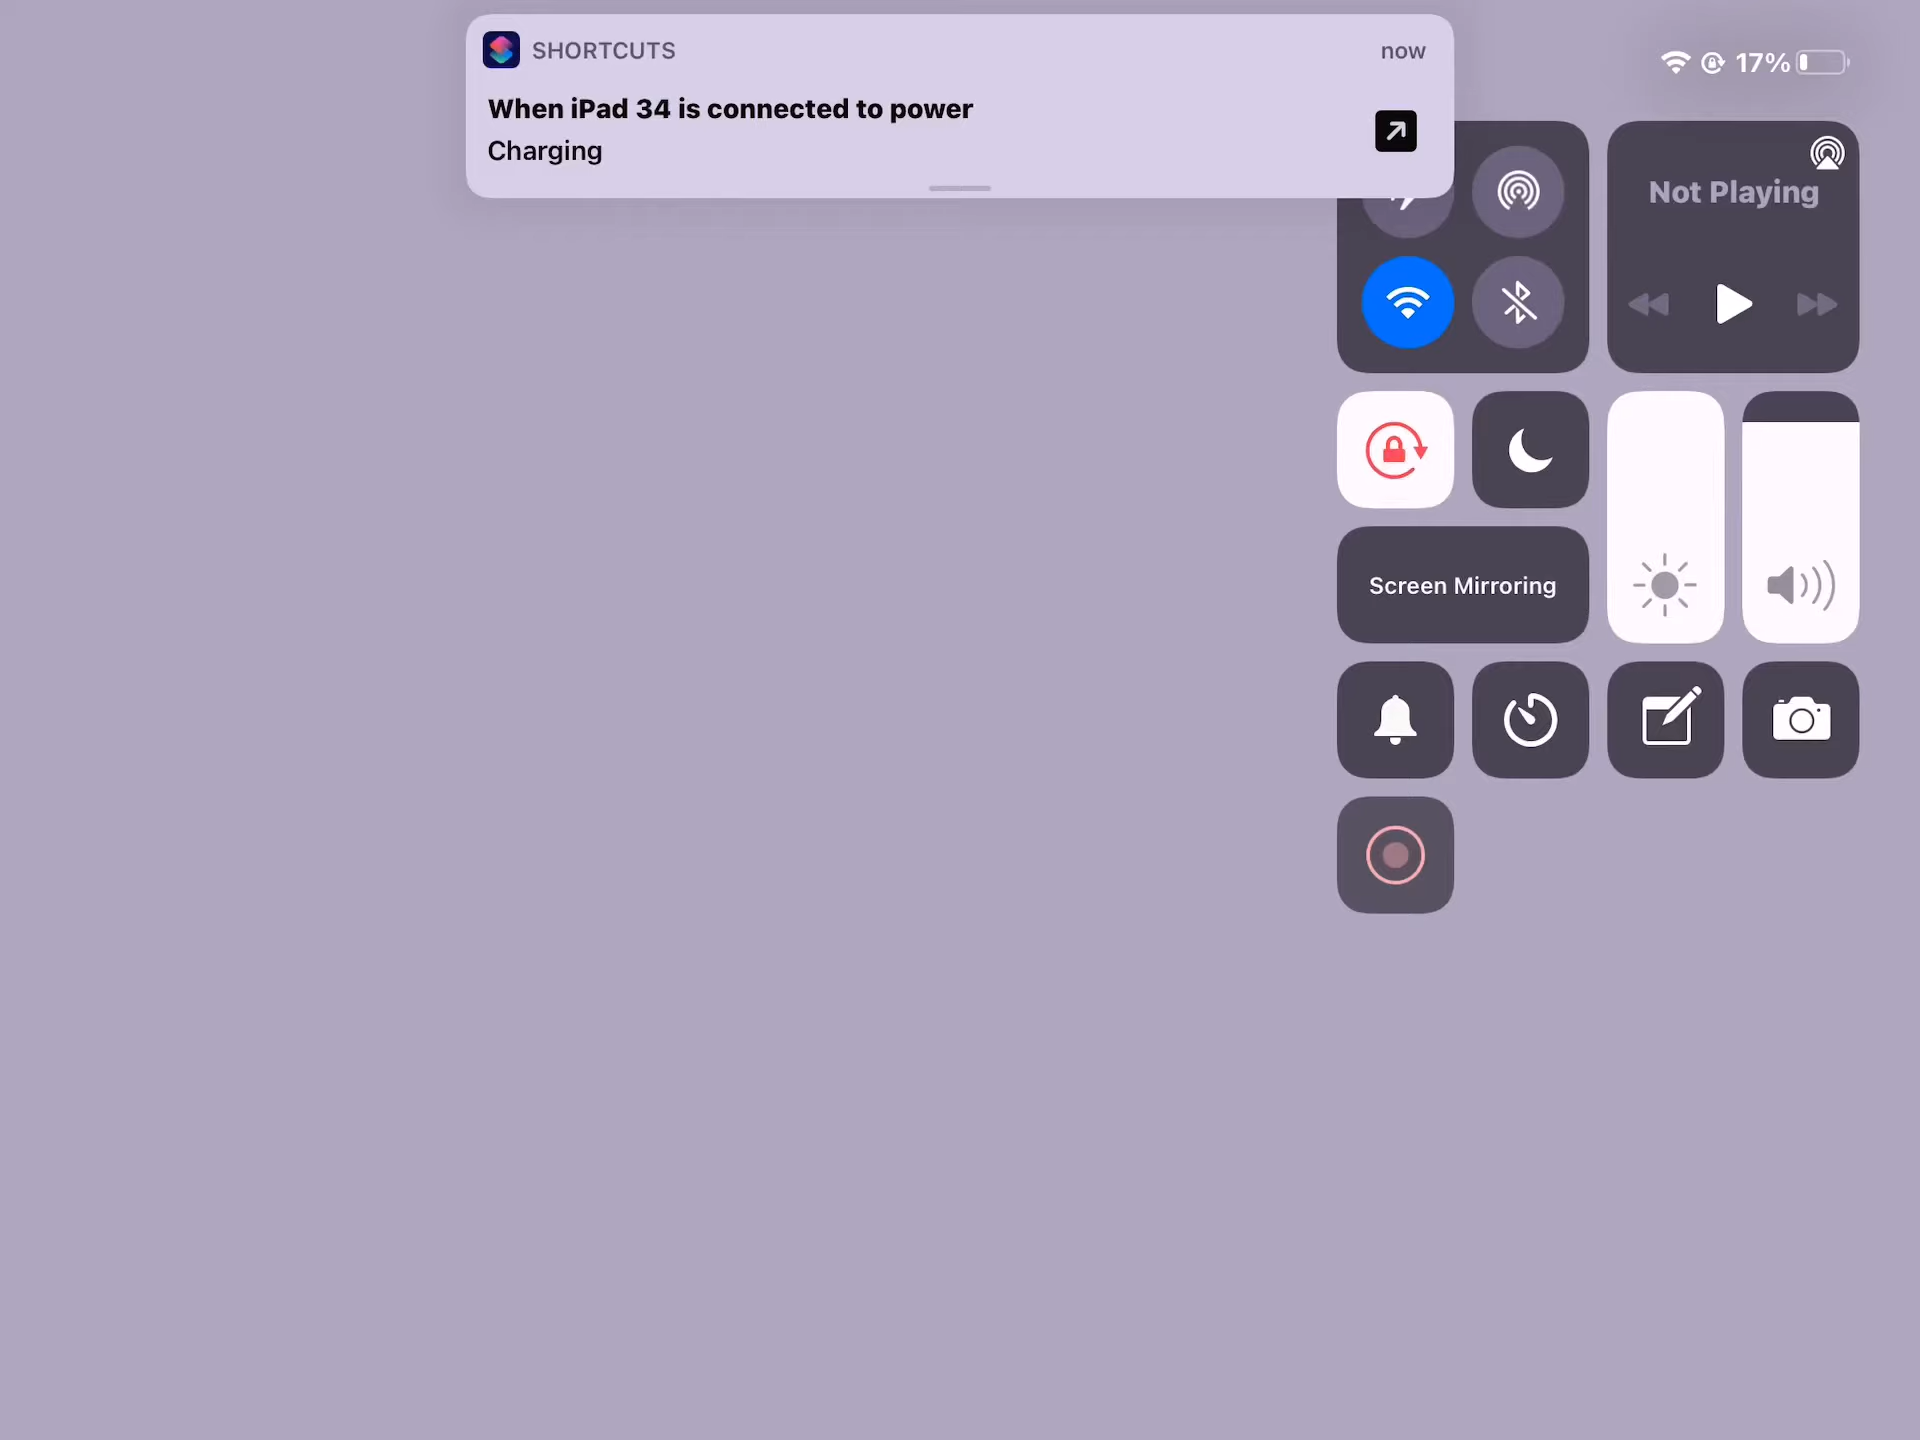 SHORTCUTS
now
When iPad 34 is connected to power
Charging
17%
Not Playing
Screen Mirroring